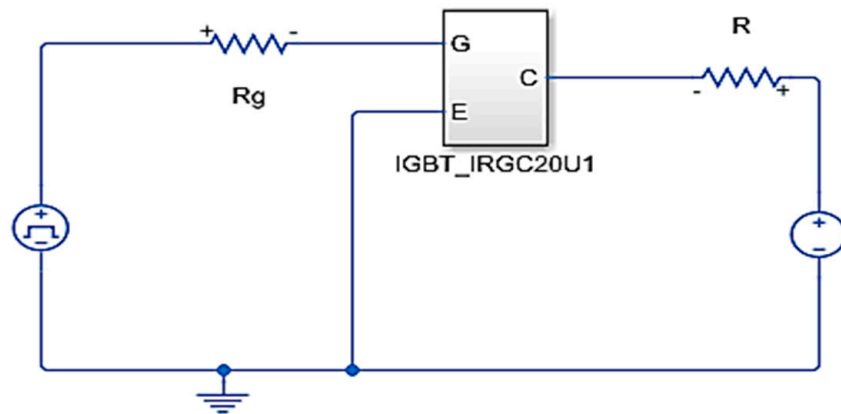 + -
Rg
G
E
C
IGBT_IRGC20U1
R
- +
+
-
+
-